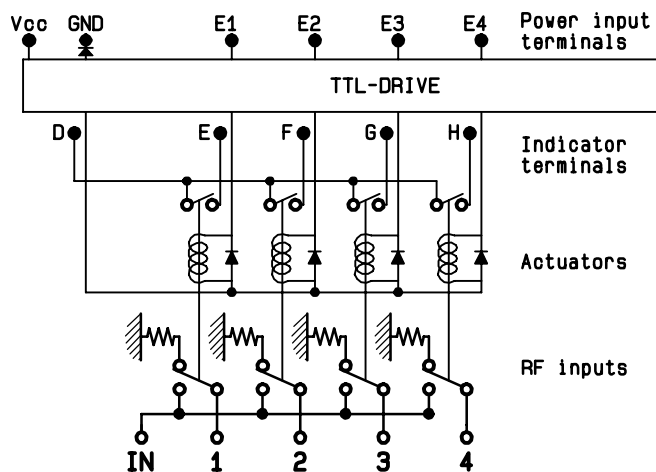 Vcc GND E1 E2 E3 E4 Power input
terminals
TTL-DRIVE
D E F G H Indicator
terminals
Actuators
RF inputs
IN 1 2 3 4